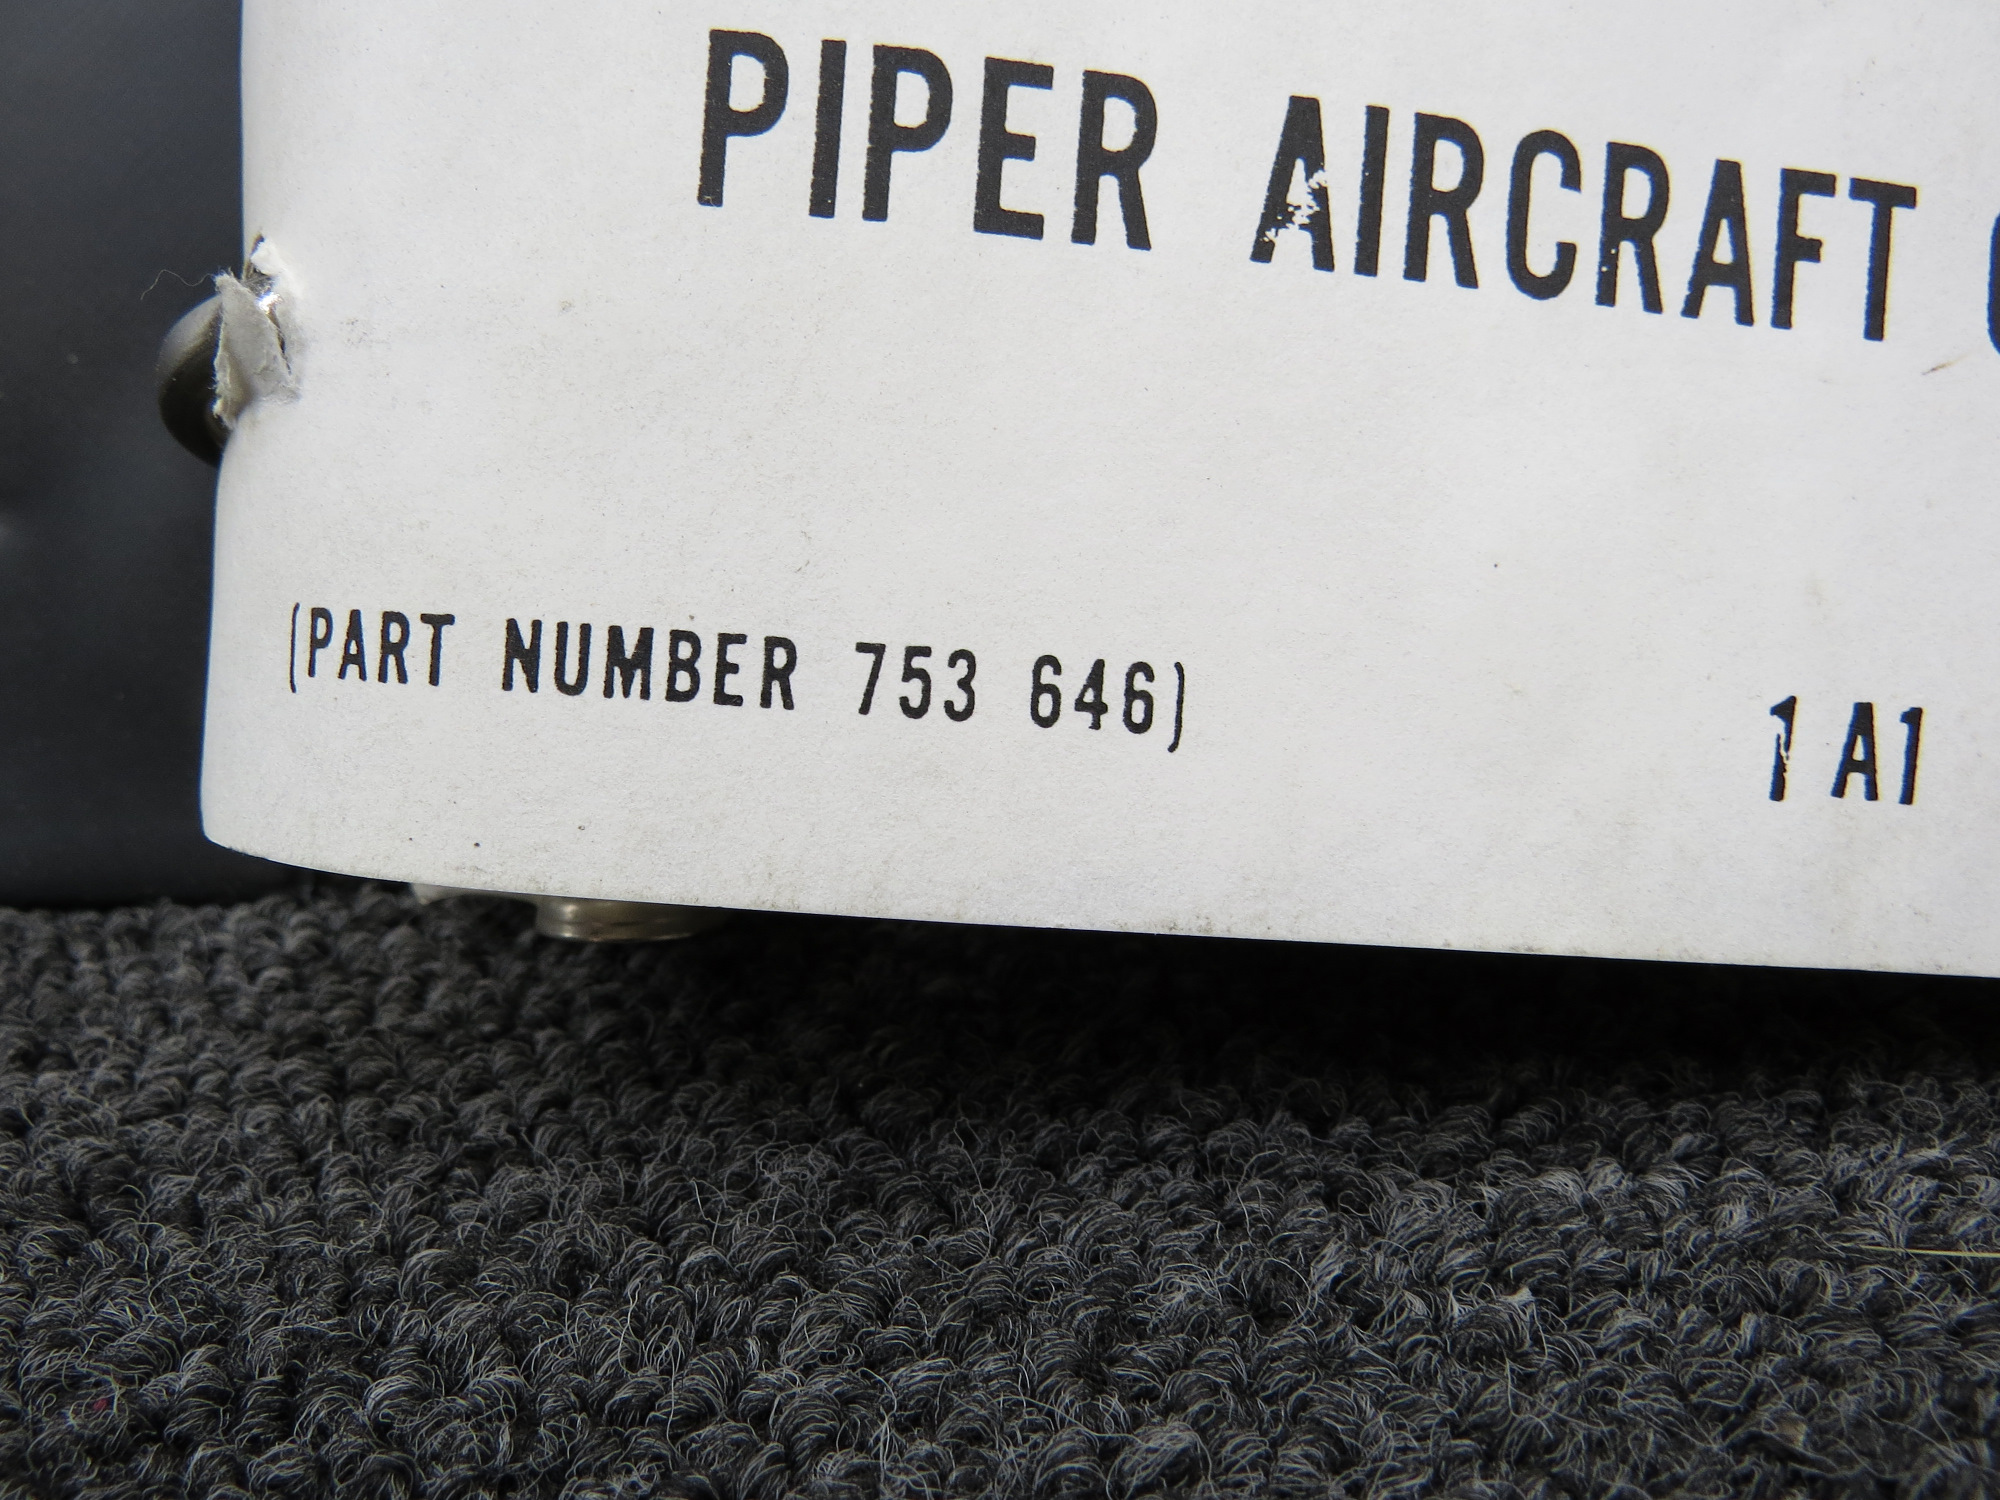 PIPER AIRCRAFT
(PART NUMBER 753 646)
1 A1